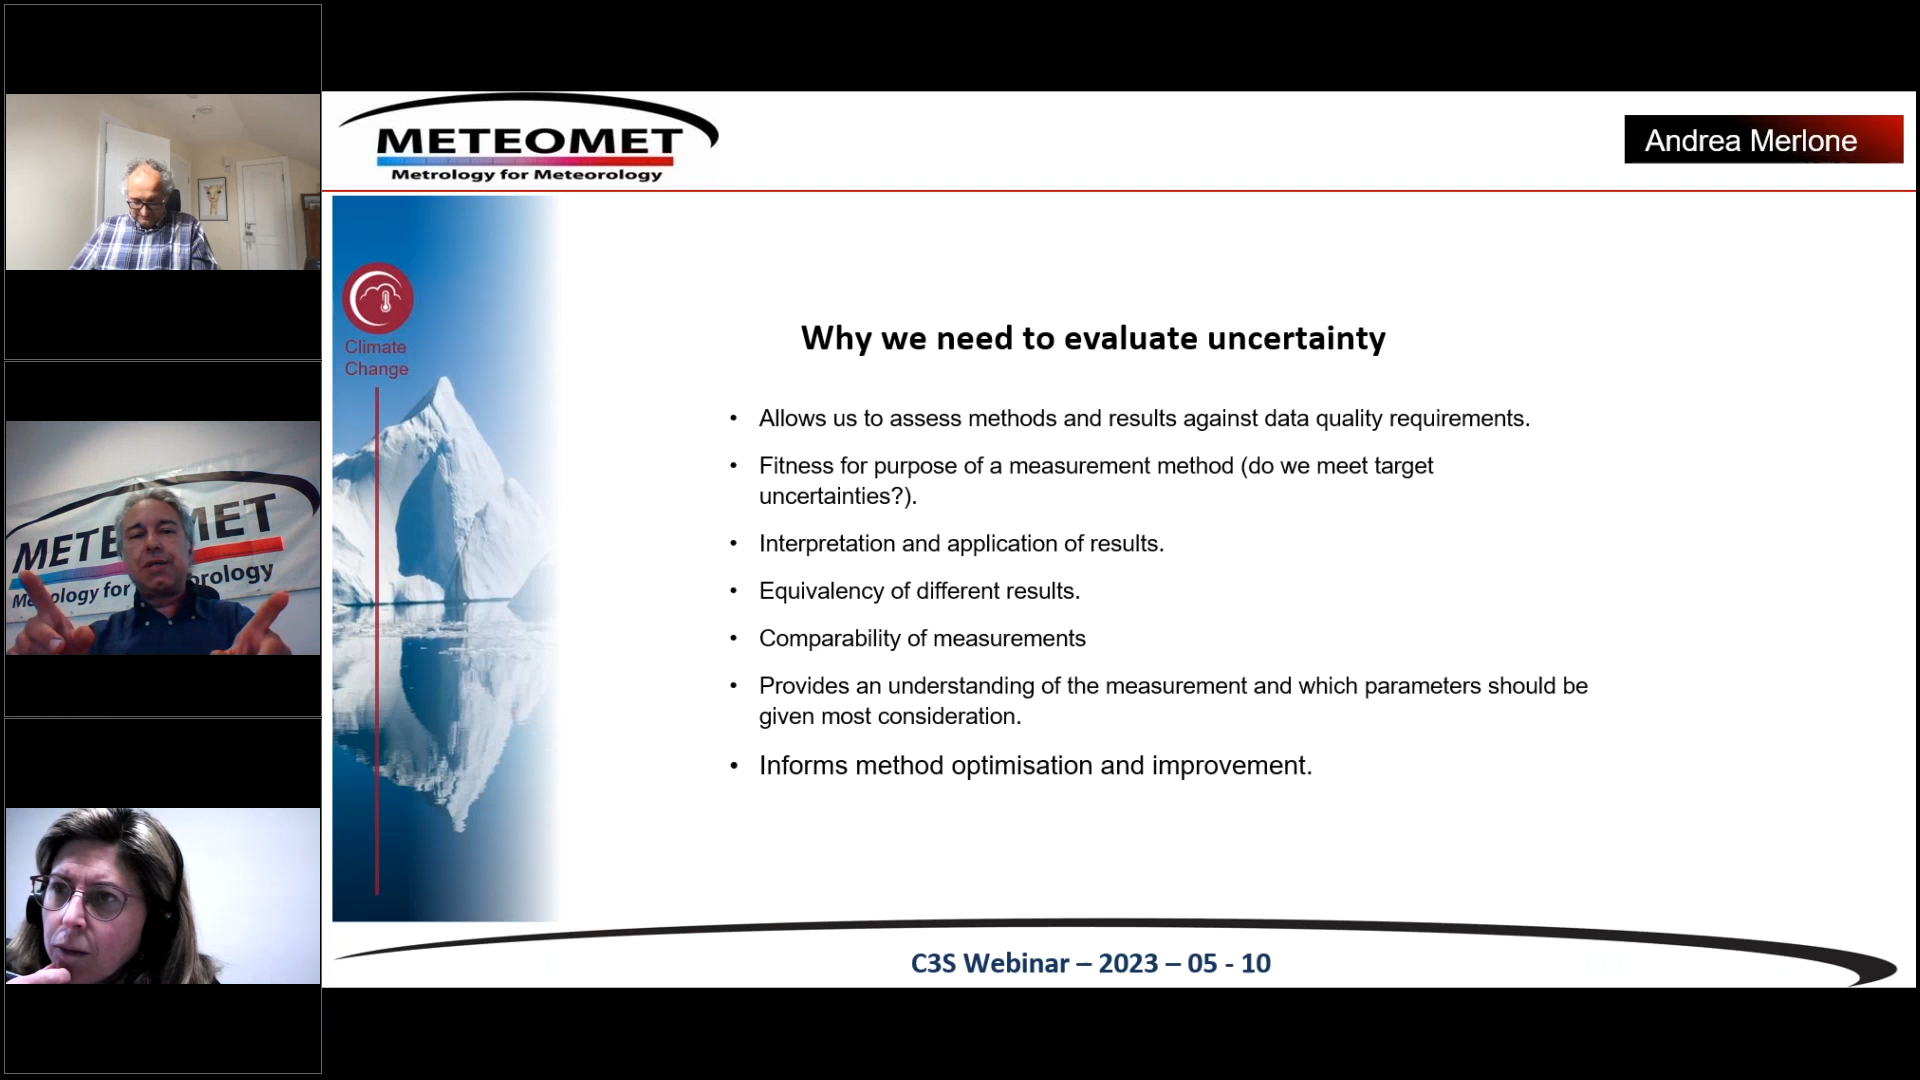 METEOMET
Metrology for Meteorology
Andrea Merlone
Climate
Change
Why we need to evaluate uncertainty
• Allows us to assess methods and results against data quality requirements.
• Fitness for purpose of a measurement method (do we meet target
uncertainties?).
• Interpretation and application of results.
• Equivalency of different results.
• Comparability of measurements
• Provides an understanding of the measurement and which parameters should be
given most consideration.
• Informs method optimisation and improvement.
C3S Webinar – 2023 – 05 - 10
METE MET
for rology